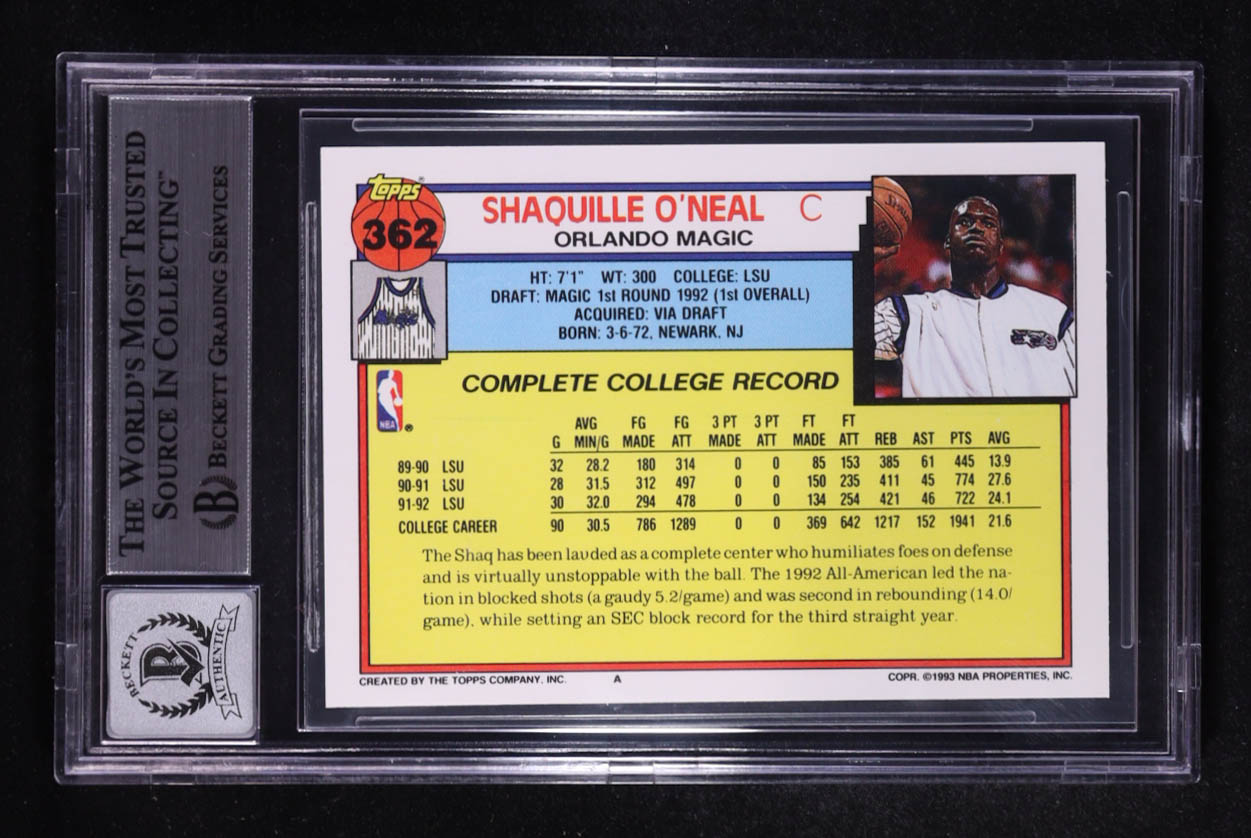 THE WORLD'S MOST TRUSTED
SOURCE IN COLLECTING™
BECKETT GRADING SERVICES
BECKETT
AUTHENTIC
TOPPS
362
SHAQUILLE O'NEAL C
ORLANDO MAGIC
HT: 7'1" WT: 300 COLLEGE: LSU
DRAFT: MAGIC 1st ROUND 1992 (1st OVERALL)
ACQUIRED: VIA DRAFT
BORN: 3-6-72, NEWARK, NJ
NBA ®
COMPLETE COLLEGE RECORD
AVG FG FG 3 PT 3 PT FT FT
G MIN/G MADE ATT MADE ATT MADE ATT REB AST PTS AVG
89-90 LSU 32 28.2 180 314 0 0 85 153 385 61 445 13.9
90-91 LSU 28 31.5 312 497 0 0 150 235 411 45 774 27.6
91-92 LSU 30 32.0 294 478 0 0 134 254 421 46 722 24.1
COLLEGE CAREER 90 30.5 786 1289 0 0 369 642 1217 152 1941 21.6
The Shaq has been lauded as a complete center who humiliates foes on defense
and is virtually unstoppable with the ball. The 1992 All-American led the na-
tion in blocked shots (a gaudy 5.2/game) and was second in rebounding (14.0/
game), while setting an SEC block record for the third straight year.
CREATED BY THE TOPPS COMPANY, INC. A COPR. ©1993 NBA PROPERTIES, INC.